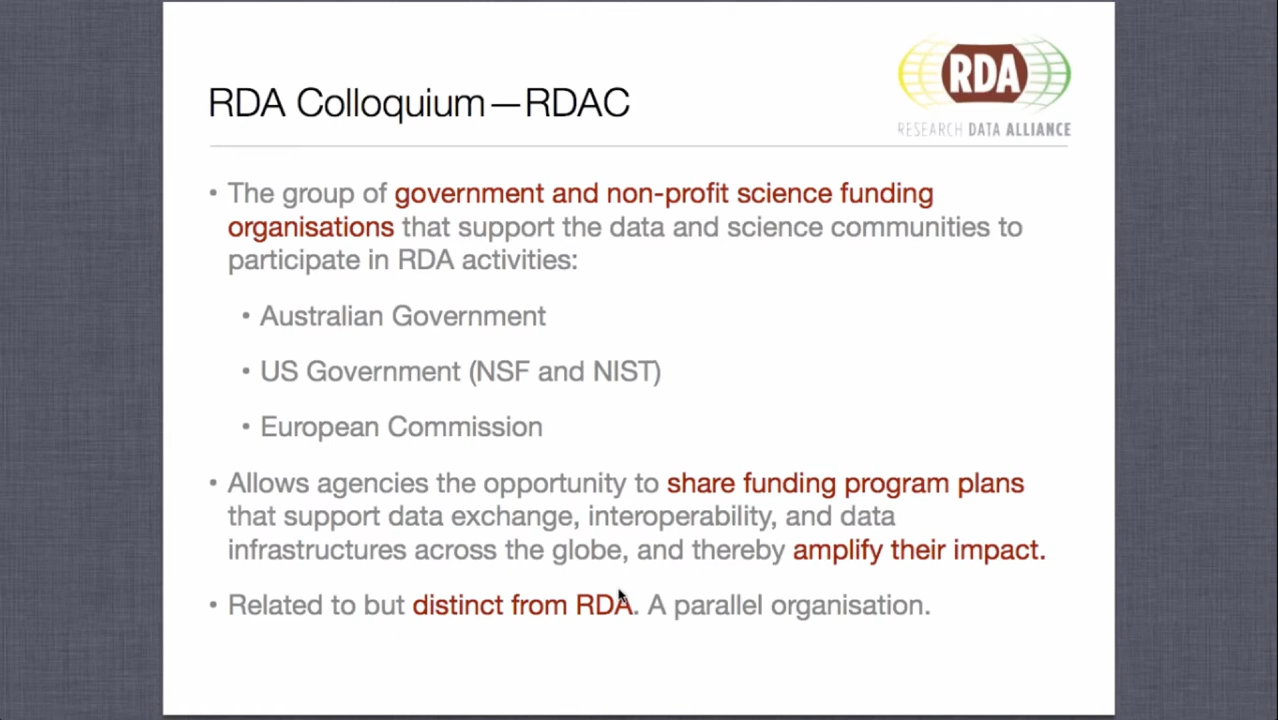 RDA Colloquium—RDAC
RDA
RESEARCH DATA ALLIANCE
• The group of government and non-profit science funding
organisations that support the data and science communities to
participate in RDA activities:
• Australian Government
• US Government (NSF and NIST)
• European Commission
• Allows agencies the opportunity to share funding program plans
that support data exchange, interoperability, and data
infrastructures across the globe, and thereby amplify their impact.
• Related to but distinct from RDA. A parallel organisation.